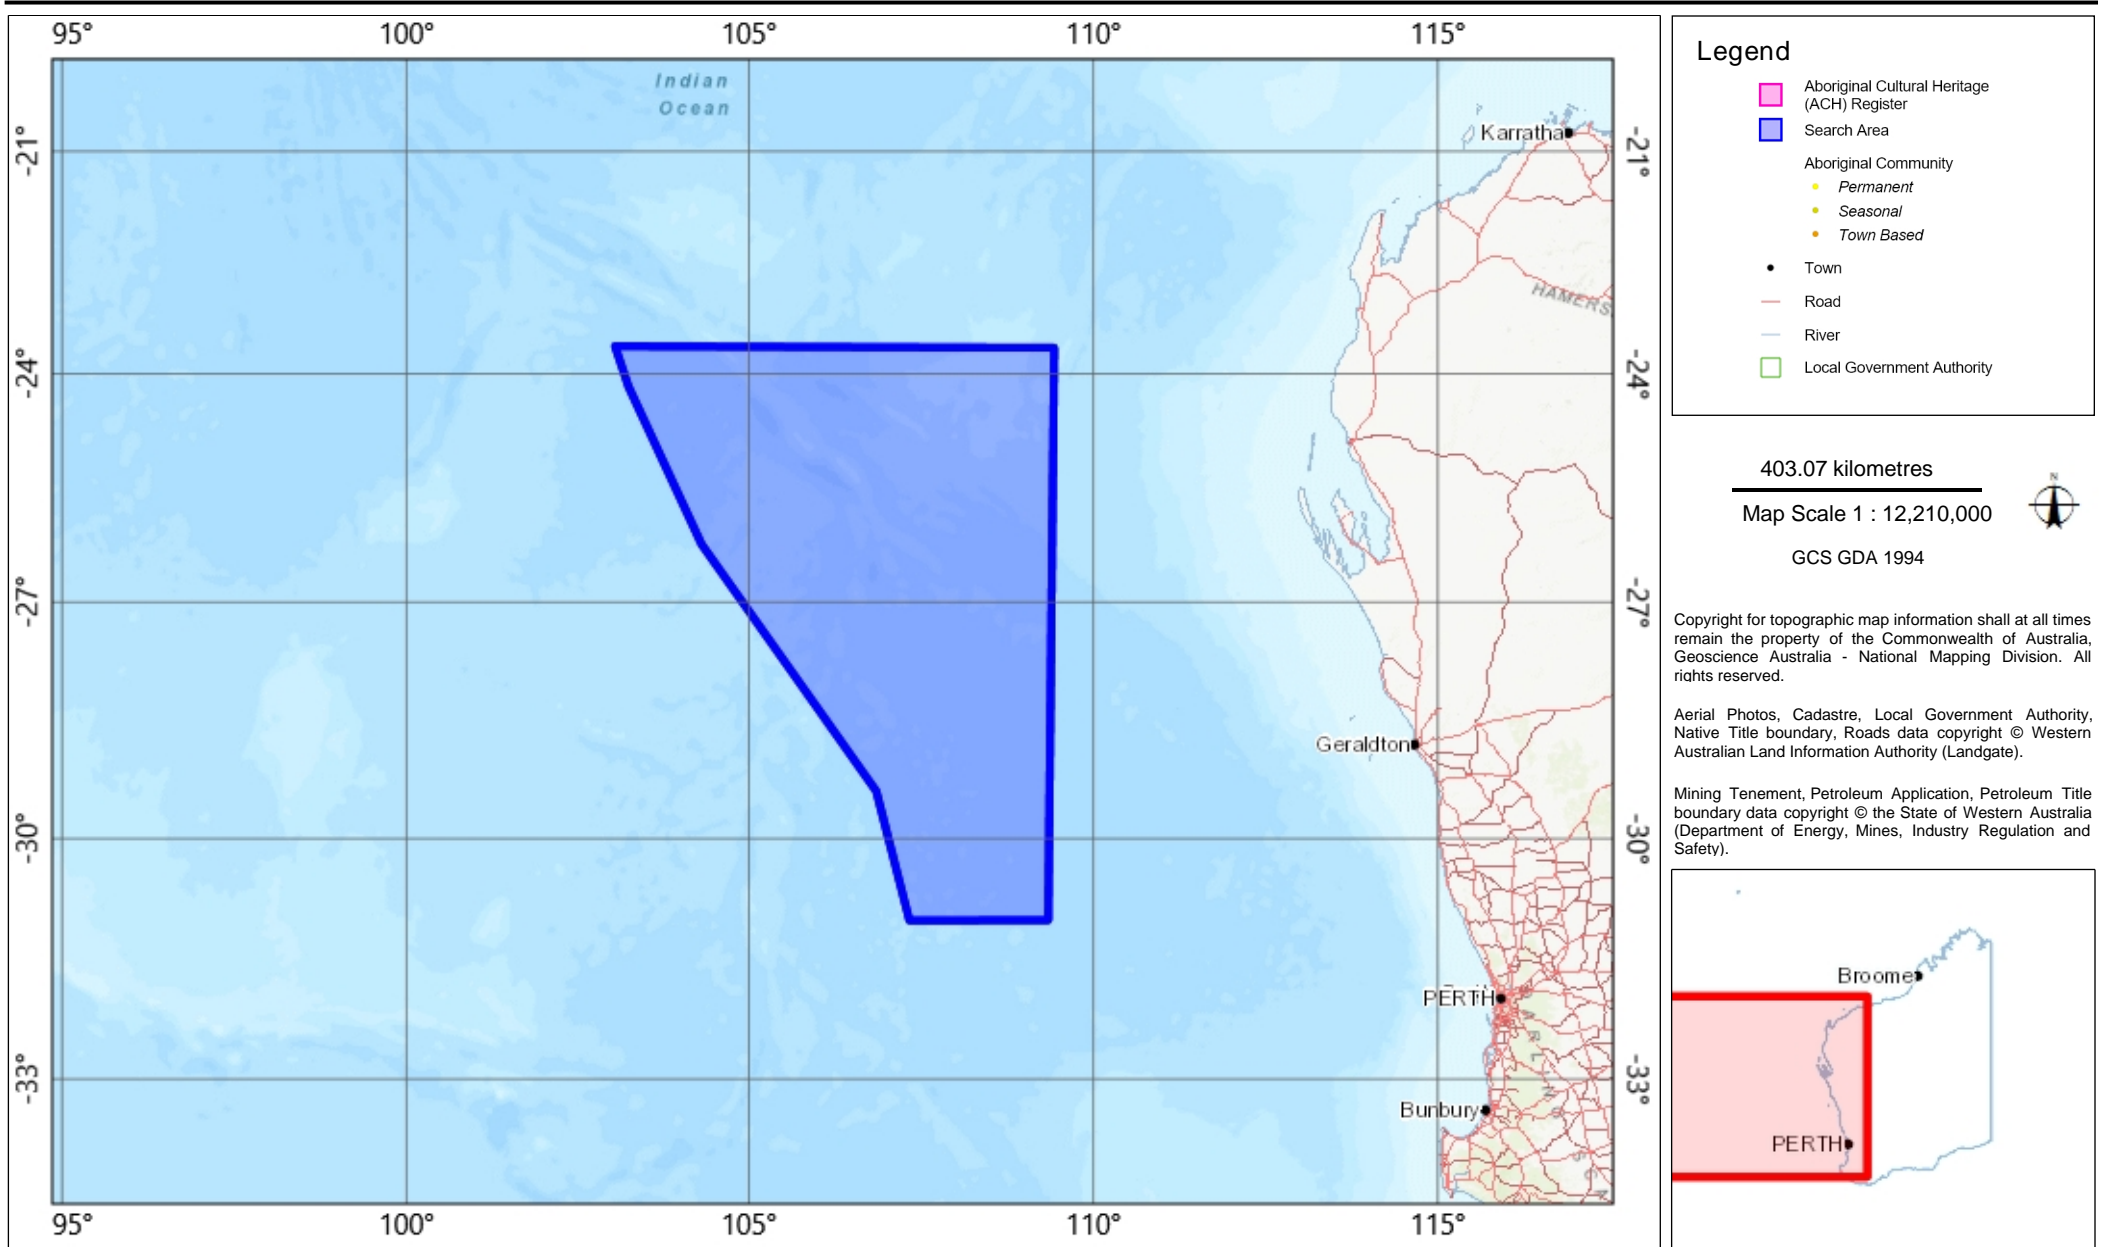 95° 100° 105° 110° 115°
Indian
Ocean
Karratha
-21° -21°
HAMERS
-24° -24°
-27° -27°
Geraldton
-30° -30°
PERTH
-33° -33°
Bunbury
95° 100° 105° 110° 115°
Legend
Aboriginal Cultural Heritage
(ACH) Register
Search Area
Aboriginal Community
Permanent
Seasonal
Town Based
Town
Road
River
Local Government Authority
403.07 kilometres
Map Scale 1 : 12,210,000
GCS GDA 1994
N
Copyright for topographic map information shall at all times
remain the property of the Commonwealth of Australia,
Geoscience Australia - National Mapping Division. All
rights reserved.
Aerial Photos, Cadastre, Local Government Authority,
Native Title boundary, Roads data copyright © Western
Australian Land Information Authority (Landgate).
Mining Tenement, Petroleum Application, Petroleum Title
boundary data copyright © the State of Western Australia
(Department of Energy, Mines, Industry Regulation and
Safety).
Broome
PERTH